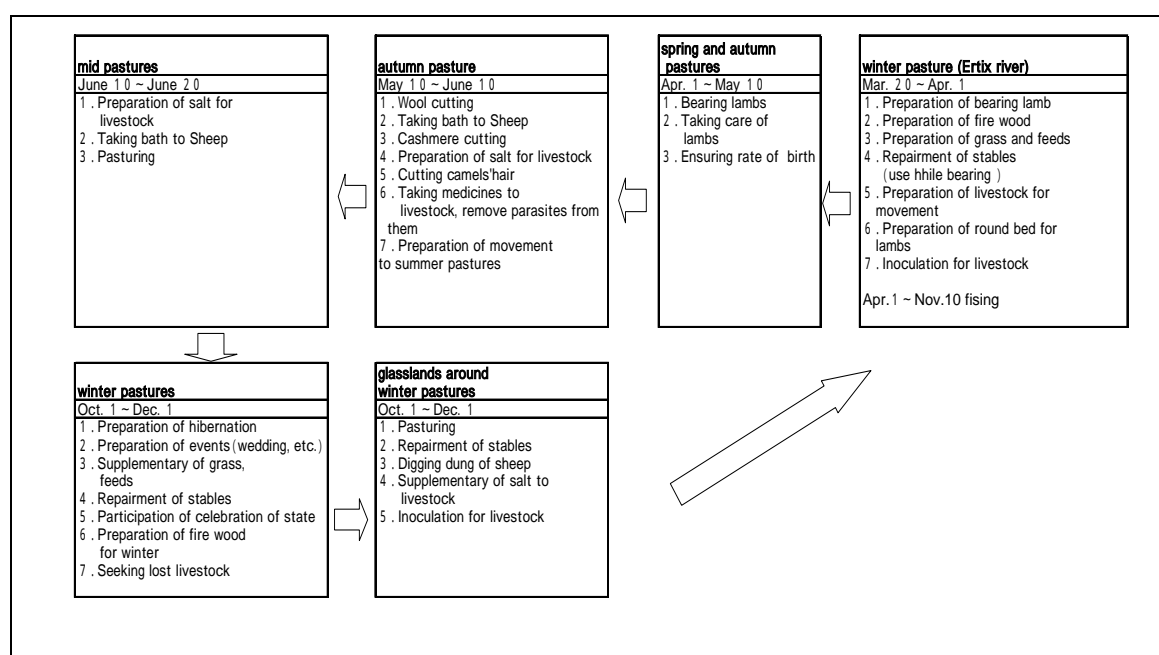 mid pastures
June 10 ~ June 20
1 . Preparation of salt for
livestock
2 . Taking bath to Sheep
3 . Pasturing
autumn pasture
May 10 ~ June 10
1 . Wool cutting
2 . Taking bath to Sheep
3 . Cashmere cutting
4 . Preparation of salt for livestock
5 . Cutting camels'hair
6 . Taking medicines to
livestock, remove parasites from
them
7 . Preparation of movement
to summer pastures
spring and autumn
pastures
Apr. 1 ~ May 10
1 . Bearing lambs
2 . Taking care of
lambs
3 . Ensuring rate of birth
winter pasture (Ertix river)
Mar. 20 ~ Apr. 1
1 . Preparation of bearing lamb
2 . Preparation of fire wood
3 . Preparation of grass and feeds
4 . Repairment of stables
(use hhile bearing )
5 . Preparation of livestock for
movement
6 . Preparation of round bed for
lambs
7 . Inoculation for livestock
Apr.1 ~ Nov.10 fising
winter pastures
Oct. 1 ~ Dec. 1
1 . Preparation of hibernation
2 . Preparation of events (wedding, etc.)
3 . Supplementary of grass,
feeds
4 . Repairment of stables
5 . Participation of celebration of state
6 . Preparation of fire wood
for winter
7 . Seeking lost livestock
glasslands around
winter pastures
Oct. 1 ~ Dec. 1
1 . Pasturing
2 . Repairment of stables
3 . Digging dung of sheep
4 . Supplementary of salt to
livestock
5 . Inoculation for livestock